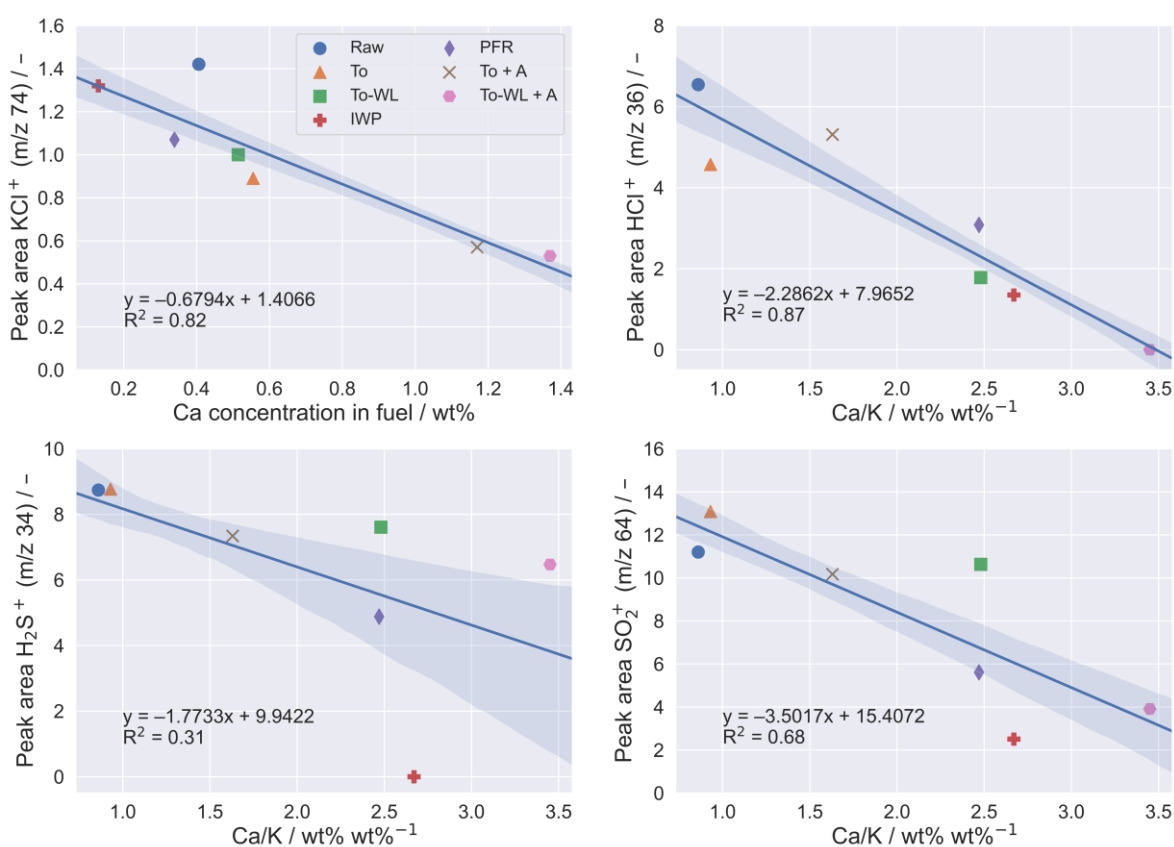 1.6
1.4
1.2
1.0
0.8
0.6
0.4
0.2
0.0
Peak area KCl⁺ (m/z 74) / –
Raw
To
To-WL
IWP
PFR
To + A
To-WL + A
y = –0.6794x + 1.4066
R² = 0.82
0.2 0.4 0.6 0.8 1.0 1.2 1.4
Ca concentration in fuel / wt%
8
6
4
2
0
Peak area HCl⁺ (m/z 36) / –
y = –2.2862x + 7.9652
R² = 0.87
1.0 1.5 2.0 2.5 3.0 3.5
Ca/K / wt% wt%⁻¹
10
8
6
4
2
0
Peak area H₂S⁺ (m/z 34) / –
y = –1.7733x + 9.9422
R² = 0.31
1.0 1.5 2.0 2.5 3.0 3.5
Ca/K / wt% wt%⁻¹
16
14
12
10
8
6
4
2
0
Peak area SO₂⁺ (m/z 64) / –
y = –3.5017x + 15.4072
R² = 0.68
1.0 1.5 2.0 2.5 3.0 3.5
Ca/K / wt% wt%⁻¹